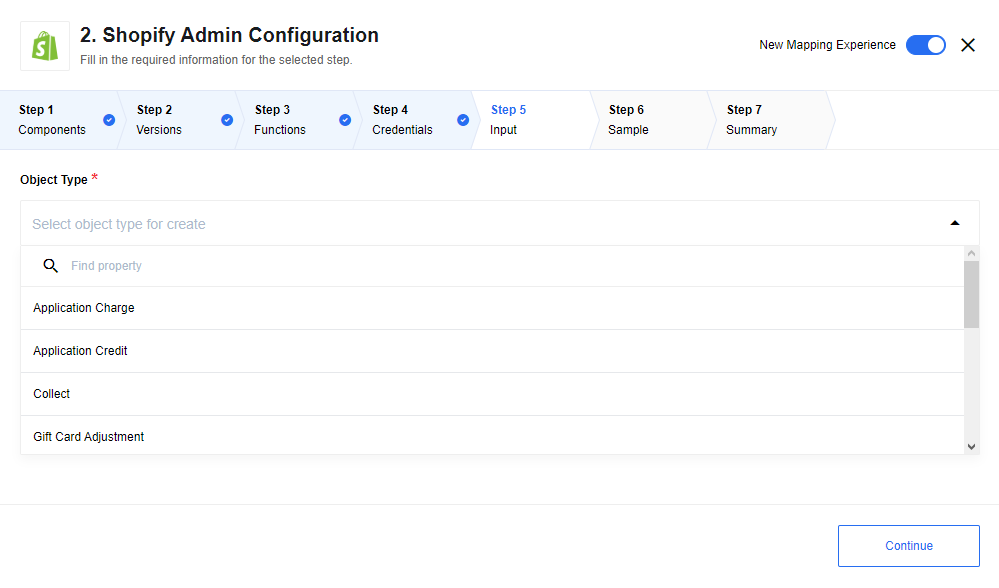 2. Shopify Admin Configuration
Fill in the required information for the selected step.
New Mapping Experience
Step 1
Components
Step 2
Versions
Step 3
Functions
Step 4
Credentials
Step 5
Input
Step 6
Sample
Step 7
Summary
Object Type *
Select object type for create
Find property
Application Charge
Application Credit
Collect
Gift Card Adjustment
Continue